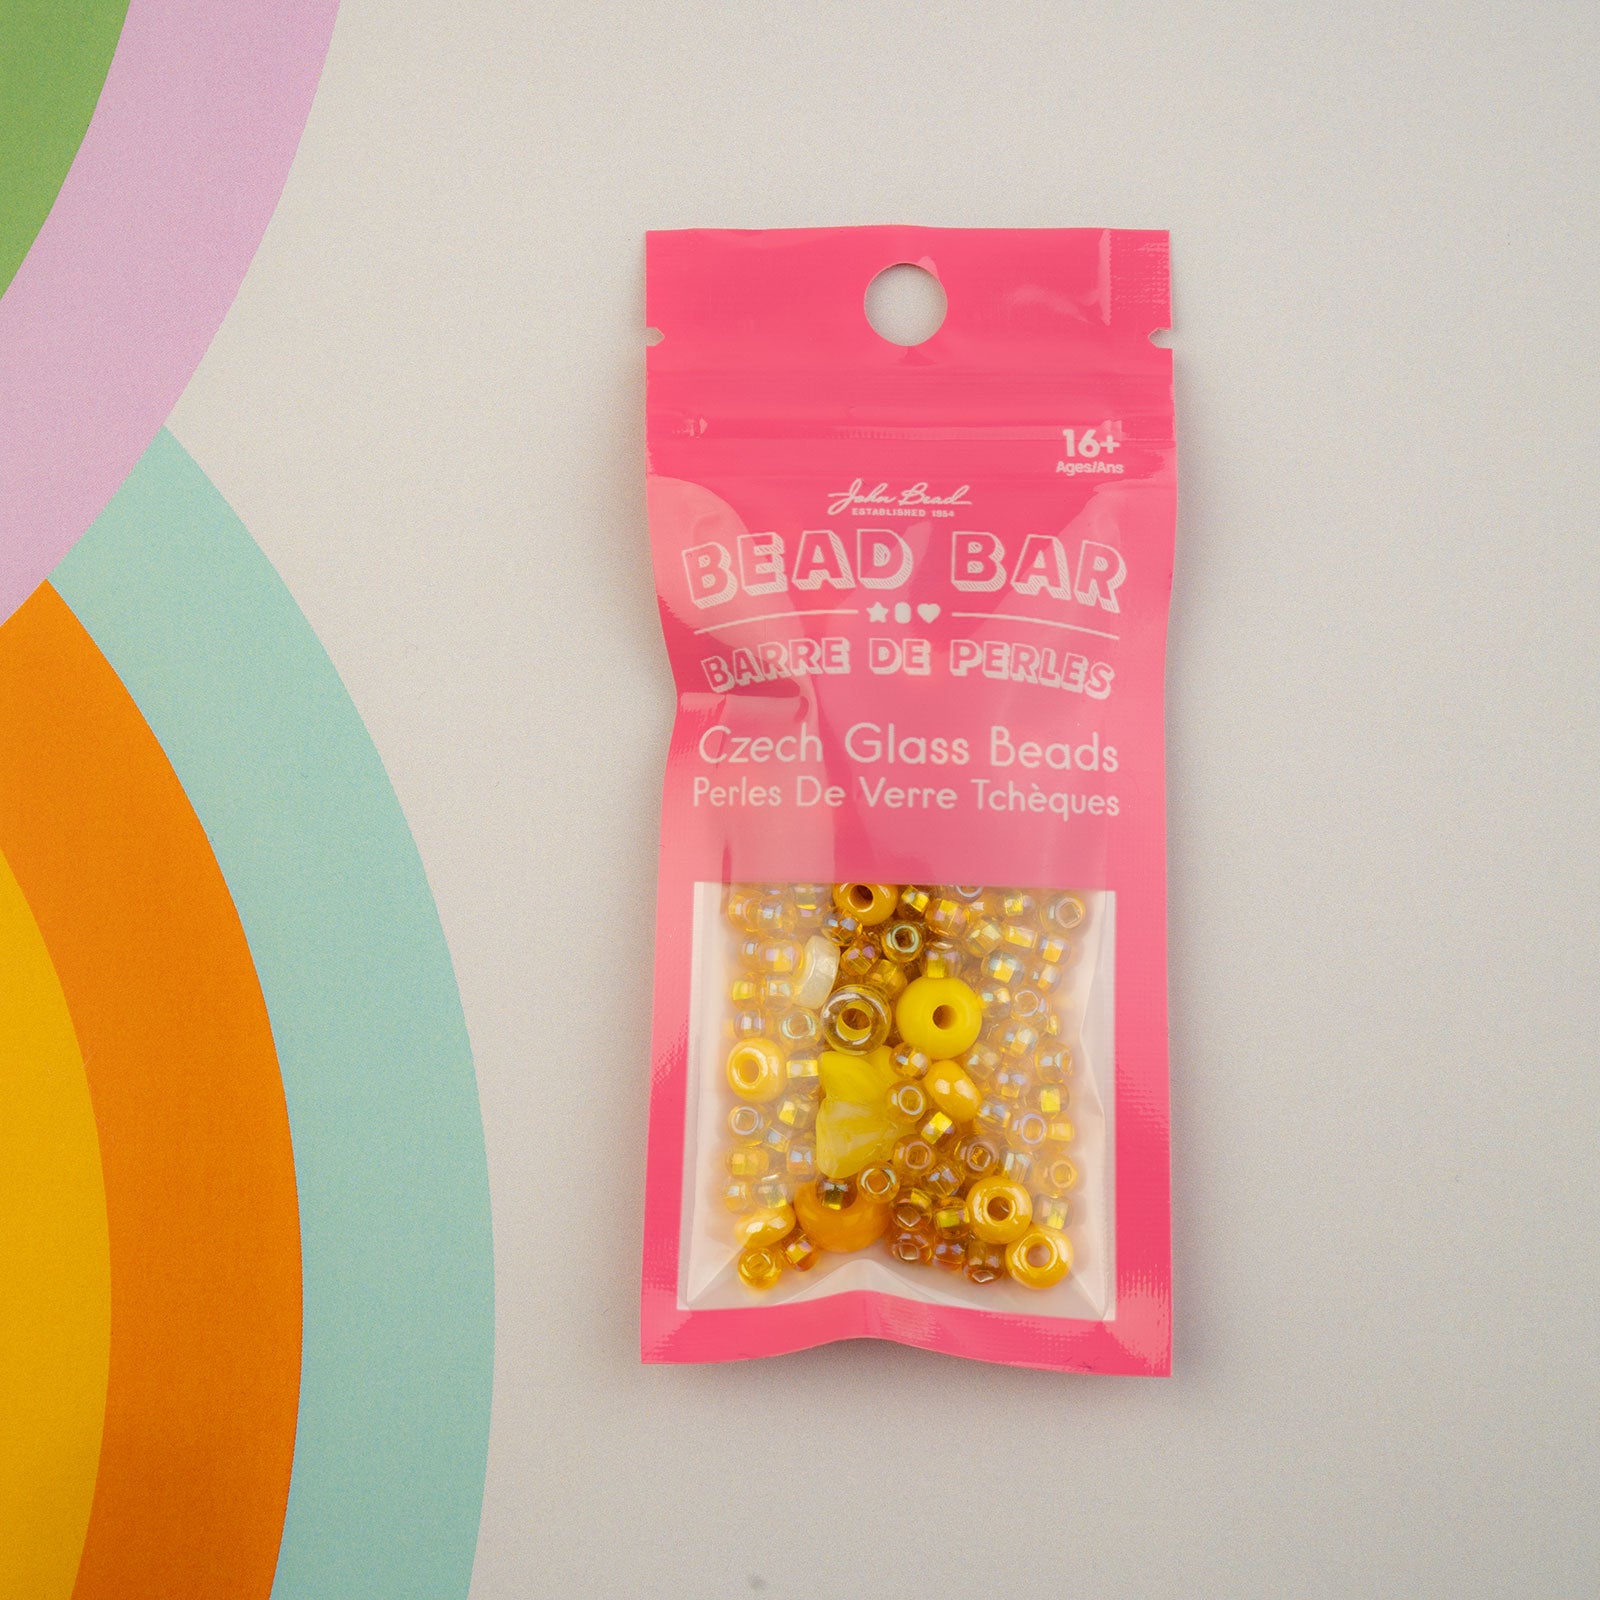 16+
Ages/Ans
John Bead
ESTABLISHED 1954
BEAD BAR
BARRE DE PERLES
Czech Glass Beads
Perles De Verre Tchèques